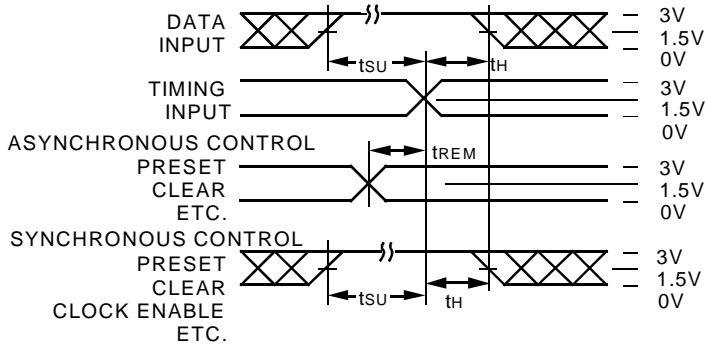 DATA
INPUT
3V
1.5V
0V
tSU
tH
TIMING
INPUT
3V
1.5V
0V
ASYNCHRONOUS CONTROL
tREM
PRESET
CLEAR
ETC.
3V
1.5V
0V
SYNCHRONOUS CONTROL
PRESET
CLEAR
CLOCK ENABLE
ETC.
3V
1.5V
0V
tSU
tH